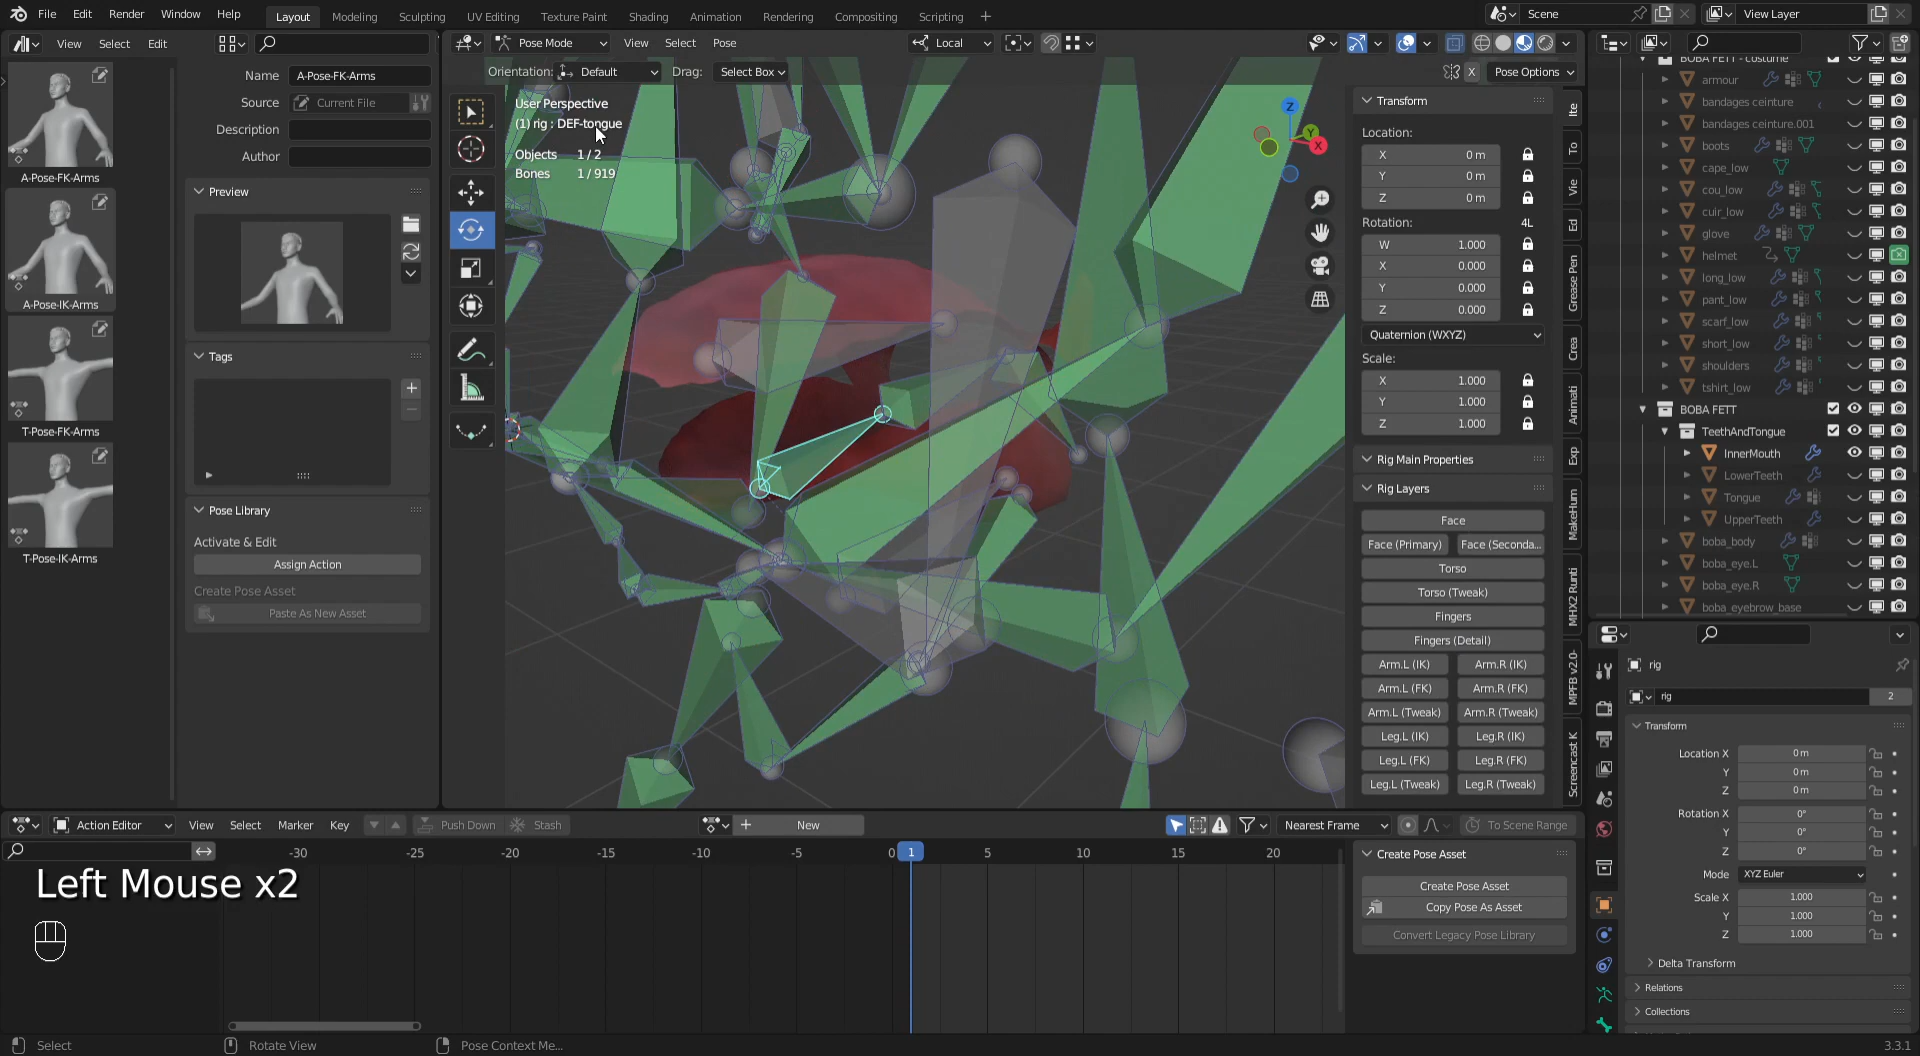 File Edit Render Window Help
Layout Modeling Sculpting UV Editing Texture Paint Shading Animation Rendering Compositing Scripting +
Scene
View Layer
View Select Edit
Name A-Pose-FK-Arms
Source Current File
Description
Author
Preview
Tags
Pose Library
Activate & Edit
Assign Action
Create Pose Asset
Paste As New Asset
A-Pose-FK-Arms
A-Pose-IK-Arms
T-Pose-FK-Arms
T-Pose-IK-Arms
Pose Mode View Select Pose Local
Orientation: Default Drag: Select Box
X Pose Options
User Perspective
(1) rig : DEF-tongue
Objects 1 / 2
Bones 1 / 919
Z
Y
X
Transform
Location:
X 0 m
Y 0 m
Z 0 m
Rotation: 4L
W 1.000
X 0.000
Y 0.000
Z 0.000
Quaternion (WXYZ)
Scale:
X 1.000
Y 1.000
Z 1.000
Rig Main Properties
Rig Layers
Face
Face (Primary) Face (Seconda...
Torso
Torso (Tweak)
Fingers
Fingers (Detail)
Arm.L (IK) Arm.R (IK)
Arm.L (FK) Arm.R (FK)
Arm.L (Tweak) Arm.R (Tweak)
Leg.L (IK) Leg.R (IK)
Leg.L (FK) Leg.R (FK)
Leg.L (Tweak) Leg.R (Tweak)
Ite
To
Vie
Ed
Grease Pen
Crea
Animati
Exp
MakeHum
MHX2 Runti
MPFB v2.0-
Screencast K
BOBA FETT - costume
armour
bandages ceinture
bandages ceinture.001
boots
cape_low
cou_low
cuir_low
glove
helmet
long_low
pant_low
scarf_low
short_low
shoulders
tshirt_low
BOBA FETT
TeethAndTongue
InnerMouth
LowerTeeth
Tongue
UpperTeeth
boba_body
boba_eye.L
boba_eye.R
boba_eyebrow_base
rig
rig 2
Transform
Location X 0 m
Y 0 m
Z 0 m
Rotation X 0°
Y 0°
Z 0°
Mode XYZ Euler
Scale X 1.000
Y 1.000
Z 1.000
Delta Transform
Relations
Collections
Action Editor View Select Marker Key Push Down Stash + New Nearest Frame To Scene Range
-30 -25 -20 -15 -10 -5 0 1 5 10 15 20
Left Mouse x2
Create Pose Asset
Create Pose Asset
Copy Pose As Asset
Convert Legacy Pose Library
Select Rotate View Pose Context Me... 3.3.1